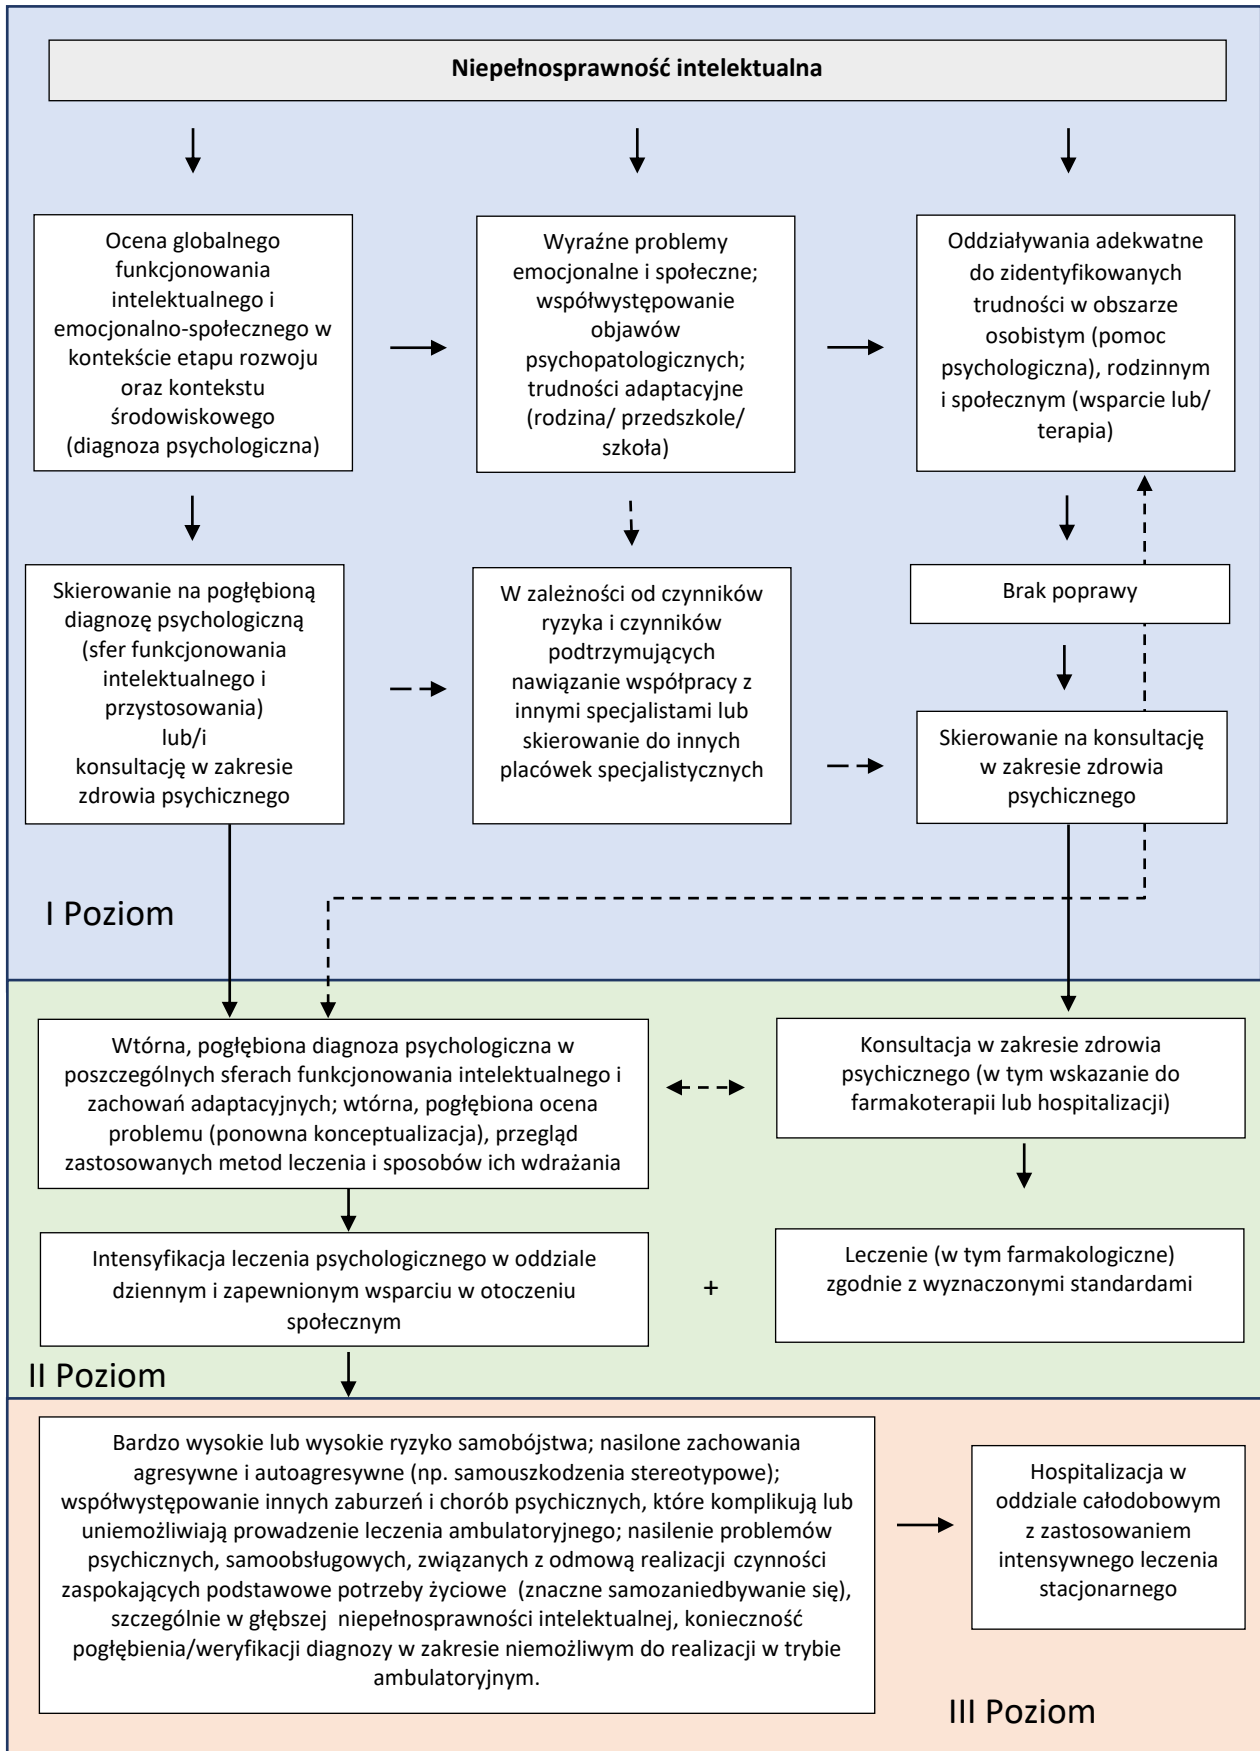 Niepełnosprawność intelektualna
Ocena globalnego
funkcjonowania
intelektualnego i
emocjonalno-społecznego w
kontekście etapu rozwoju
oraz kontekstu
środowiskowego
(diagnoza psychologiczna)
Wyraźne problemy
emocjonalne i społeczne;
współwystępowanie
objawów
psychopatologicznych;
trudności adaptacyjne
(rodzina/ przedszkole/
szkoła)
Oddziaływania adekwatne
do zidentyfikowanych
trudności w obszarze
osobistym (pomoc
psychologiczna), rodzinnym
i społecznym (wsparcie lub/
terapia)
Skierowanie na pogłębioną
diagnozę psychologiczną
(sfer funkcjonowania
intelektualnego i
przystosowania)
lub/i
konsultację w zakresie
zdrowia psychicznego
W zależności od czynników
ryzyka i czynników
podtrzymujących
nawiązanie współpracy z
innymi specjalistami lub
skierowanie do innych
placówek specjalistycznych
Brak poprawy
Skierowanie na konsultację
w zakresie zdrowia
psychicznego
I Poziom
Wtórna, pogłębiona diagnoza psychologiczna w
poszczególnych sferach funkcjonowania intelektualnego i
zachowań adaptacyjnych; wtórna, pogłębiona ocena
problemu (ponowna konceptualizacja), przegląd
zastosowanych metod leczenia i sposobów ich wdrażania
Konsultacja w zakresie zdrowia
psychicznego (w tym wskazanie do
farmakoterapii lub hospitalizacji)
Intensyfikacja leczenia psychologicznego w oddziale
dziennym i zapewnionym wsparciu w otoczeniu
społecznym
+
Leczenie (w tym farmakologiczne)
zgodnie z wyznaczonymi standardami
II Poziom
Bardzo wysokie lub wysokie ryzyko samobójstwa; nasilone zachowania
agresywne i autoagresywne (np. samouszkodzenia stereotypowe);
współwystępowanie innych zaburzeń i chorób psychicznych, które komplikują lub
uniemożliwiają prowadzenie leczenia ambulatoryjnego; nasilenie problemów
psychicznych, samoobsługowych, związanych z odmową realizacji czynności
zaspokających podstawowe potrzeby życiowe (znaczne samozaniedbywanie się),
szczególnie w głębszej niepełnosprawności intelektualnej, konieczność
pogłębienia/weryfikacji diagnozy w zakresie niemożliwym do realizacji w trybie
ambulatoryjnym.
Hospitalizacja w
oddziale całodobowym
z zastosowaniem
intensywnego leczenia
stacjonarnego
III Poziom